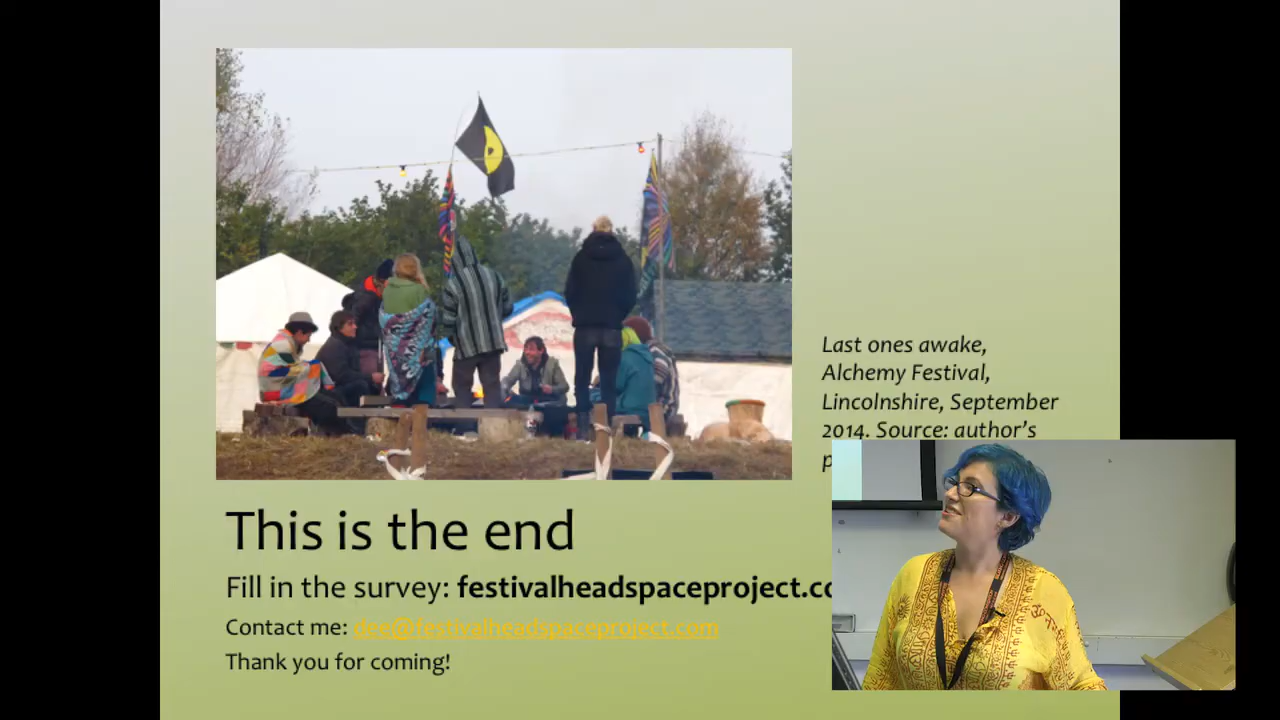 Last ones awake,
Alchemy Festival,
Lincolnshire, September
2014. Source: author's
This is the end
Fill in the survey: festivalheadspaceproject.co
Contact me: dee@festivalheadspaceproject.com
Thank you for coming!